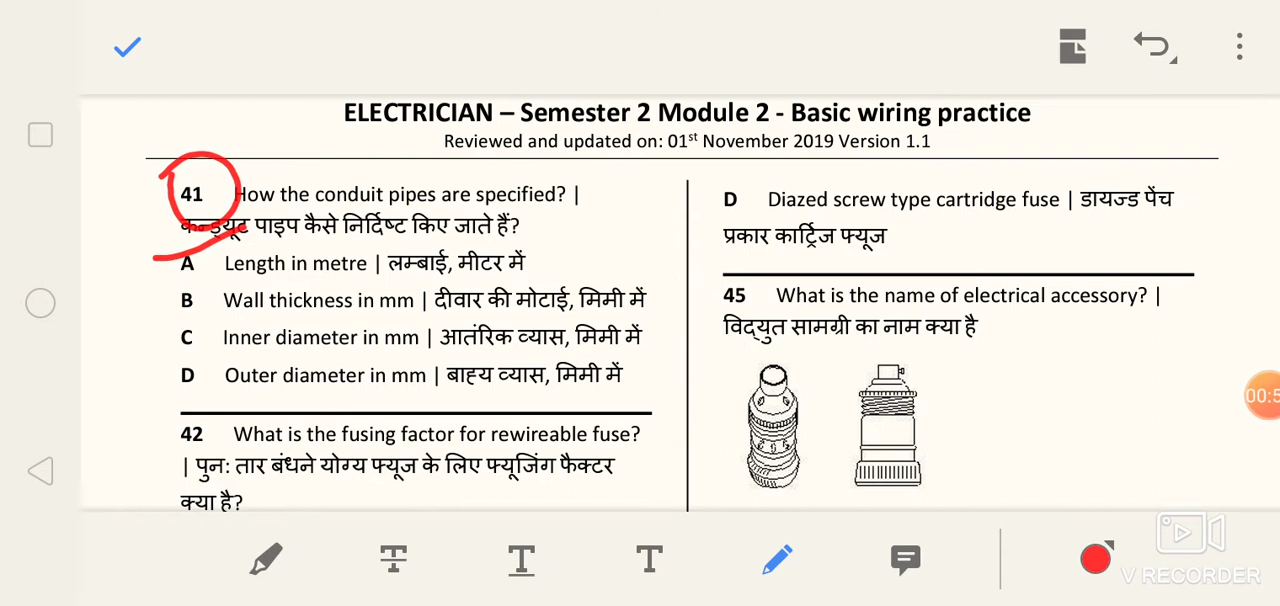 ELECTRICIAN – Semester 2 Module 2 - Basic wiring practice
Reviewed and updated on: 01st November 2019 Version 1.1
41 How the conduit pipes are specified? |
कन्ड्यूट पाइप कैसे निर्दिष्ट किए जाते हैं?
A Length in metre | लम्बाई, मीटर में
B Wall thickness in mm | दीवार की मोटाई, मिमी में
C Inner diameter in mm | आतंरिक व्यास, मिमी में
D Outer diameter in mm | बाह्य व्यास, मिमी में
42 What is the fusing factor for rewireable fuse?
| पुन: तार बंधने योग्य फ्यूज के लिए फ्यूजिंग फैक्टर
क्या है?
D Diazed screw type cartridge fuse | डायज्ड पेंच
प्रकार कार्ट्रिज फ्यूज
45 What is the name of electrical accessory? |
विद्युत सामग्री का नाम क्या है
00:5
T T T
V RECORDER